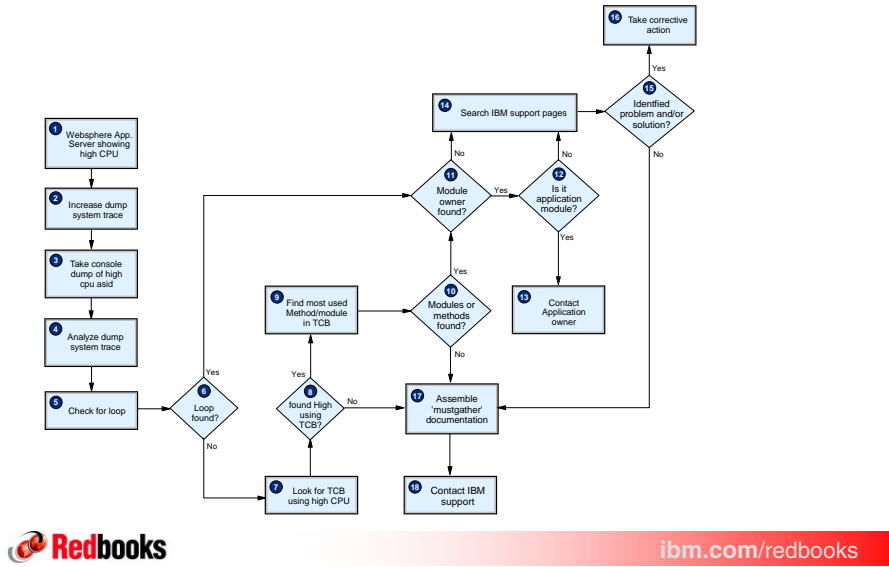 1
Websphere App.
Server showing
high CPU
2
Increase dump
system trace
3
Take console
dump of high
cpu asid
4
Analyze dump
system trace
5
Check for loop
6
Loop
found?
Yes
No
7
Look for TCB
using high CPU
8
found High
using
TCB?
Yes
No
9
Find most used
Method/module
in TCB
10
Modules or
methods
found?
Yes
No
11
Module
owner
found?
No
Yes
12
Is it
application
module?
No
Yes
13
Contact
Application
owner
14
Search IBM support pages
15
Identfied
problem and/or
solution?
Yes
No
16
Take corrective
action
17
Assemble
'mustgather'
documentation
18
Contact IBM
support
Redbooks
ibm.com/redbooks